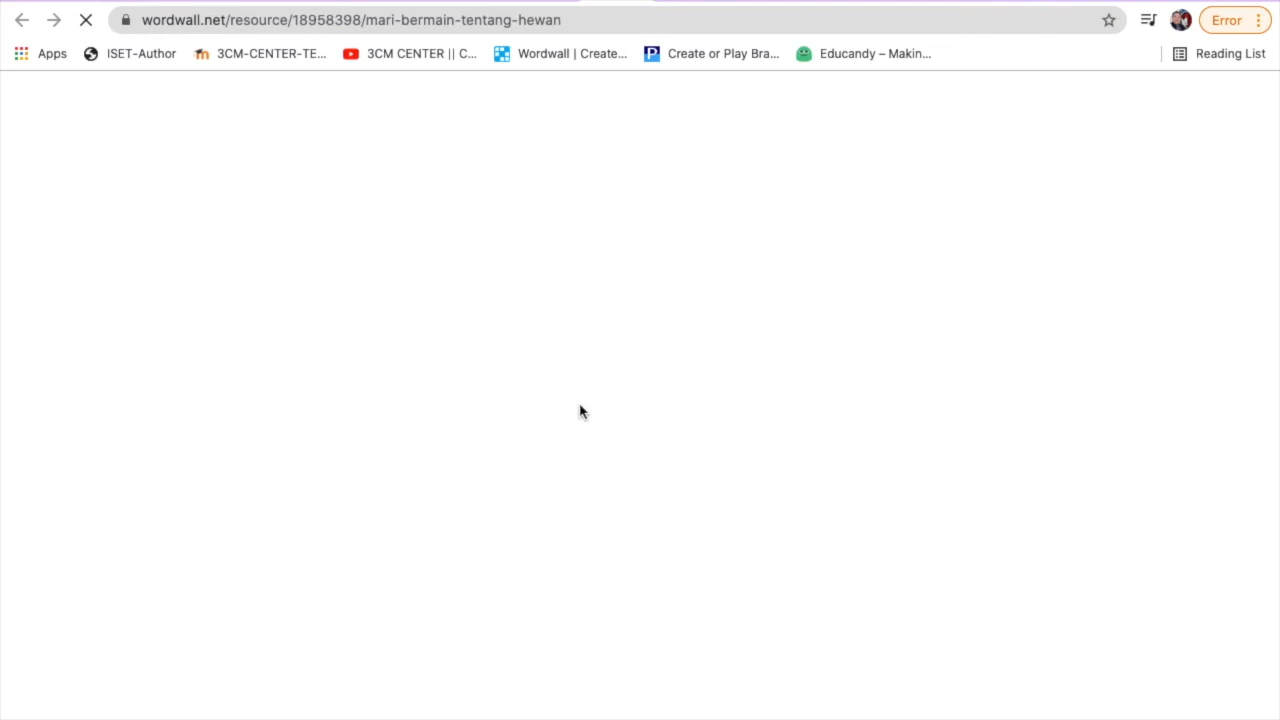 wordwall.net/resource/18958398/mari-bermain-tentang-hewan
Error
Apps ISET-Author 3CM-CENTER-TE... 3CM CENTER || C... Wordwall | Create... Create or Play Bra... Educandy – Makin... Reading List